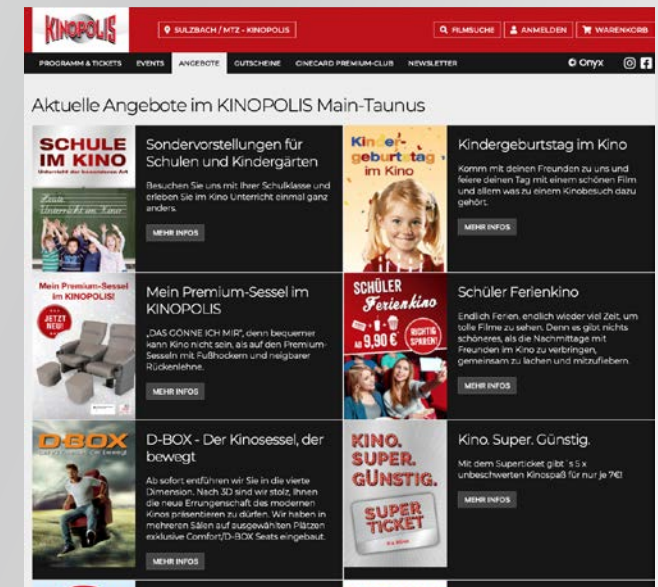 KINOPOLIS
SULZBACH / MTZ - KINOPOLIS
FILMSUCHE
ANMELDEN
WARENKORB
PROGRAMM & TICKETS
EVENTS
ANGEBOTE
GUTSCHEINE
CINECARD PREMIUM-CLUB
NEWSLETTER
Onyx
Aktuelle Angebote im KINOPOLIS Main-Taunus
SCHULE
IM KINO
Unterricht der besonderen Art
Heute
Unterricht im Kino!
Sondervorstellungen für
Schulen und Kindergärten
Besuchen Sie uns mit Ihrer Schulklasse und
erleben Sie im Kino Unterricht einmal ganz
anders.
MEHR INFOS
Kinder-
geburtstag
im Kino
Kindergeburtstag im Kino
Komm mit deinen Freunden zu uns und
feiere deinen Tag mit einem schönen Film
und allem was zu einem Kinobesuch dazu
gehört.
MEHR INFOS
Mein Premium-Sessel
im KINOPOLIS!
JETZT
NEU!
Mein Premium-Sessel im
KINOPOLIS
„DAS GÖNNE ICH MIR“, denn bequemer
kann Kino nicht sein, als auf den Premium-
Sesseln mit Fußhockern und neigbarer
Rückenlehne.
MEHR INFOS
SCHÜLER
Ferienkino
AB 9,90 €
RICHTIG
SPAREN!
Schüler Ferienkino
Endlich Ferien, endlich wieder viel Zeit, um
tolle Filme zu sehen. Denn es gibt nichts
schöneres, als die Nachmittage mit
Freunden im Kino zu verbringen,
gemeinsam zu lachen und mitzufiebern.
MEHR INFOS
D-BOX
D-BOX - Der Kinosessel, der
bewegt
Ab sofort entführen wir Sie in die vierte
Dimension. Nach 3D sind wir stolz, Ihnen
die neue Errungenschaft des modernen
Kinos präsentieren zu dürfen. Wir haben in
mehreren Sälen auf ausgewählten Plätzen
exklusive Comfort/D-BOX Seats eingebaut.
MEHR INFOS
KINO.
SUPER.
GÜNSTIG.
SUPER
TICKET
Kino. Super. Günstig.
Mit dem Superticket gibt´s 5 x
unbeschwerten Kinospaß für nur je 7€!
MEHR INFOS